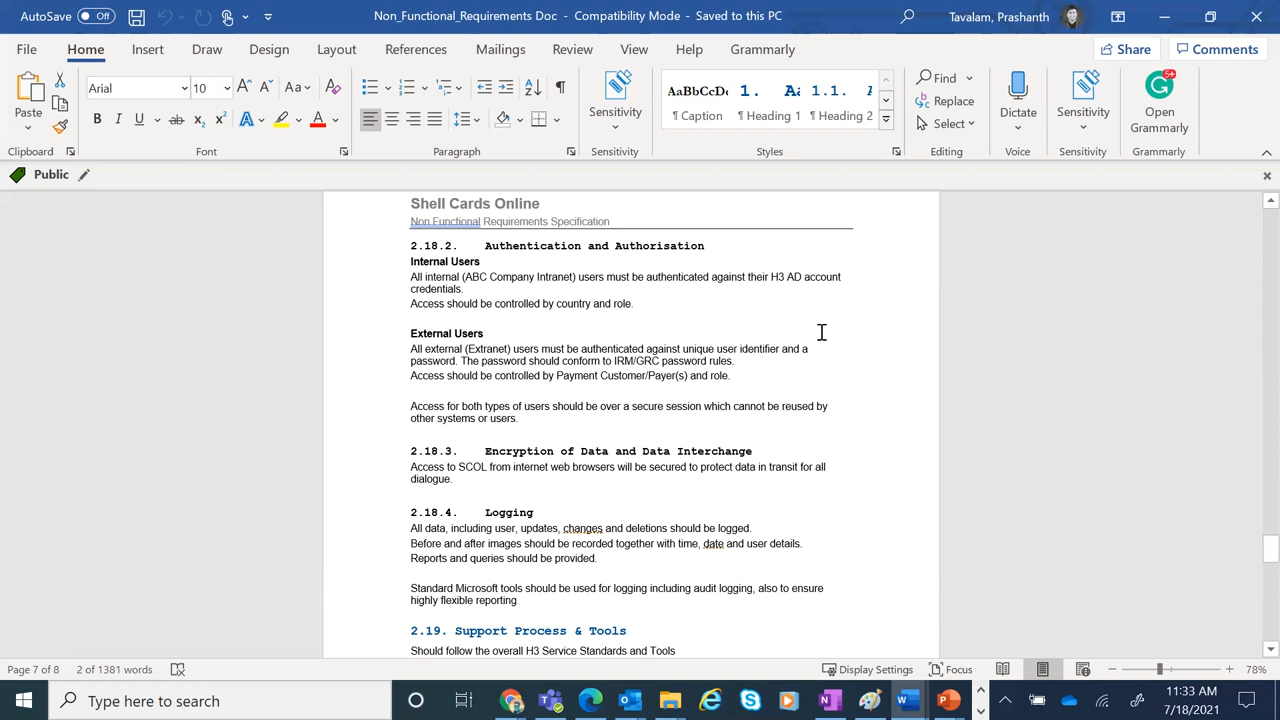 AutoSave Off Non_Functional_Requirements Doc - Compatibility Mode - Saved to this PC Tavalam, Prashanth
File Home Insert Draw Design Layout References Mailings Review View Help Grammarly Share Comments
Paste
Clipboard
Arial 10
Font
Paragraph
Sensitivity
Sensitivity
AaBbCcDc 1. Aa 1.1. A
¶ Caption ¶ Heading 1 ¶ Heading 2
Styles
Find
Replace
Select
Editing
Dictate
Voice
Sensitivity
Sensitivity
Open
Grammarly
Grammarly
Public
Shell Cards Online
Non Functional Requirements Specification
2.18.2. Authentication and Authorisation
Internal Users
All internal (ABC Company Intranet) users must be authenticated against their H3 AD account
credentials.
Access should be controlled by country and role.
External Users
All external (Extranet) users must be authenticated against unique user identifier and a
password. The password should conform to IRM/GRC password rules.
Access should be controlled by Payment Customer/Payer(s) and role.
Access for both types of users should be over a secure session which cannot be reused by
other systems or users.
2.18.3. Encryption of Data and Data Interchange
Access to SCOL from internet web browsers will be secured to protect data in transit for all
dialogue.
2.18.4. Logging
All data, including user, updates, changes and deletions should be logged.
Before and after images should be recorded together with time, date and user details.
Reports and queries should be provided.
Standard Microsoft tools should be used for logging including audit logging, also to ensure
highly flexible reporting
2.19. Support Process & Tools
Should follow the overall H3 Service Standards and Tools
Page 7 of 8 2 of 1381 words Display Settings Focus 78%
Type here to search
11:33 AM
7/18/2021